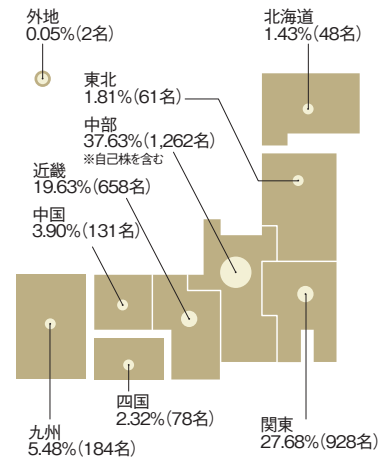 外地
0.05%(2名)
北海道
1.43%(48名)
東北
1.81%(61名)
中部
37.63%(1,262名)
※自己株を含む
近畿
19.63%(658名)
中国
3.90%(131名)
四国
2.32%(78名)
九州
5.48%(184名)
関東
27.68%(928名)